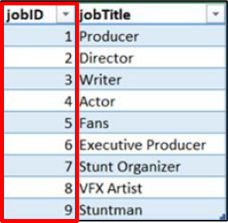 jobID jobTitle
1 Producer
2 Director
3 Writer
4 Actor
5 Fans
6 Executive Producer
7 Stunt Organizer
8 VFX Artist
9 Stuntman